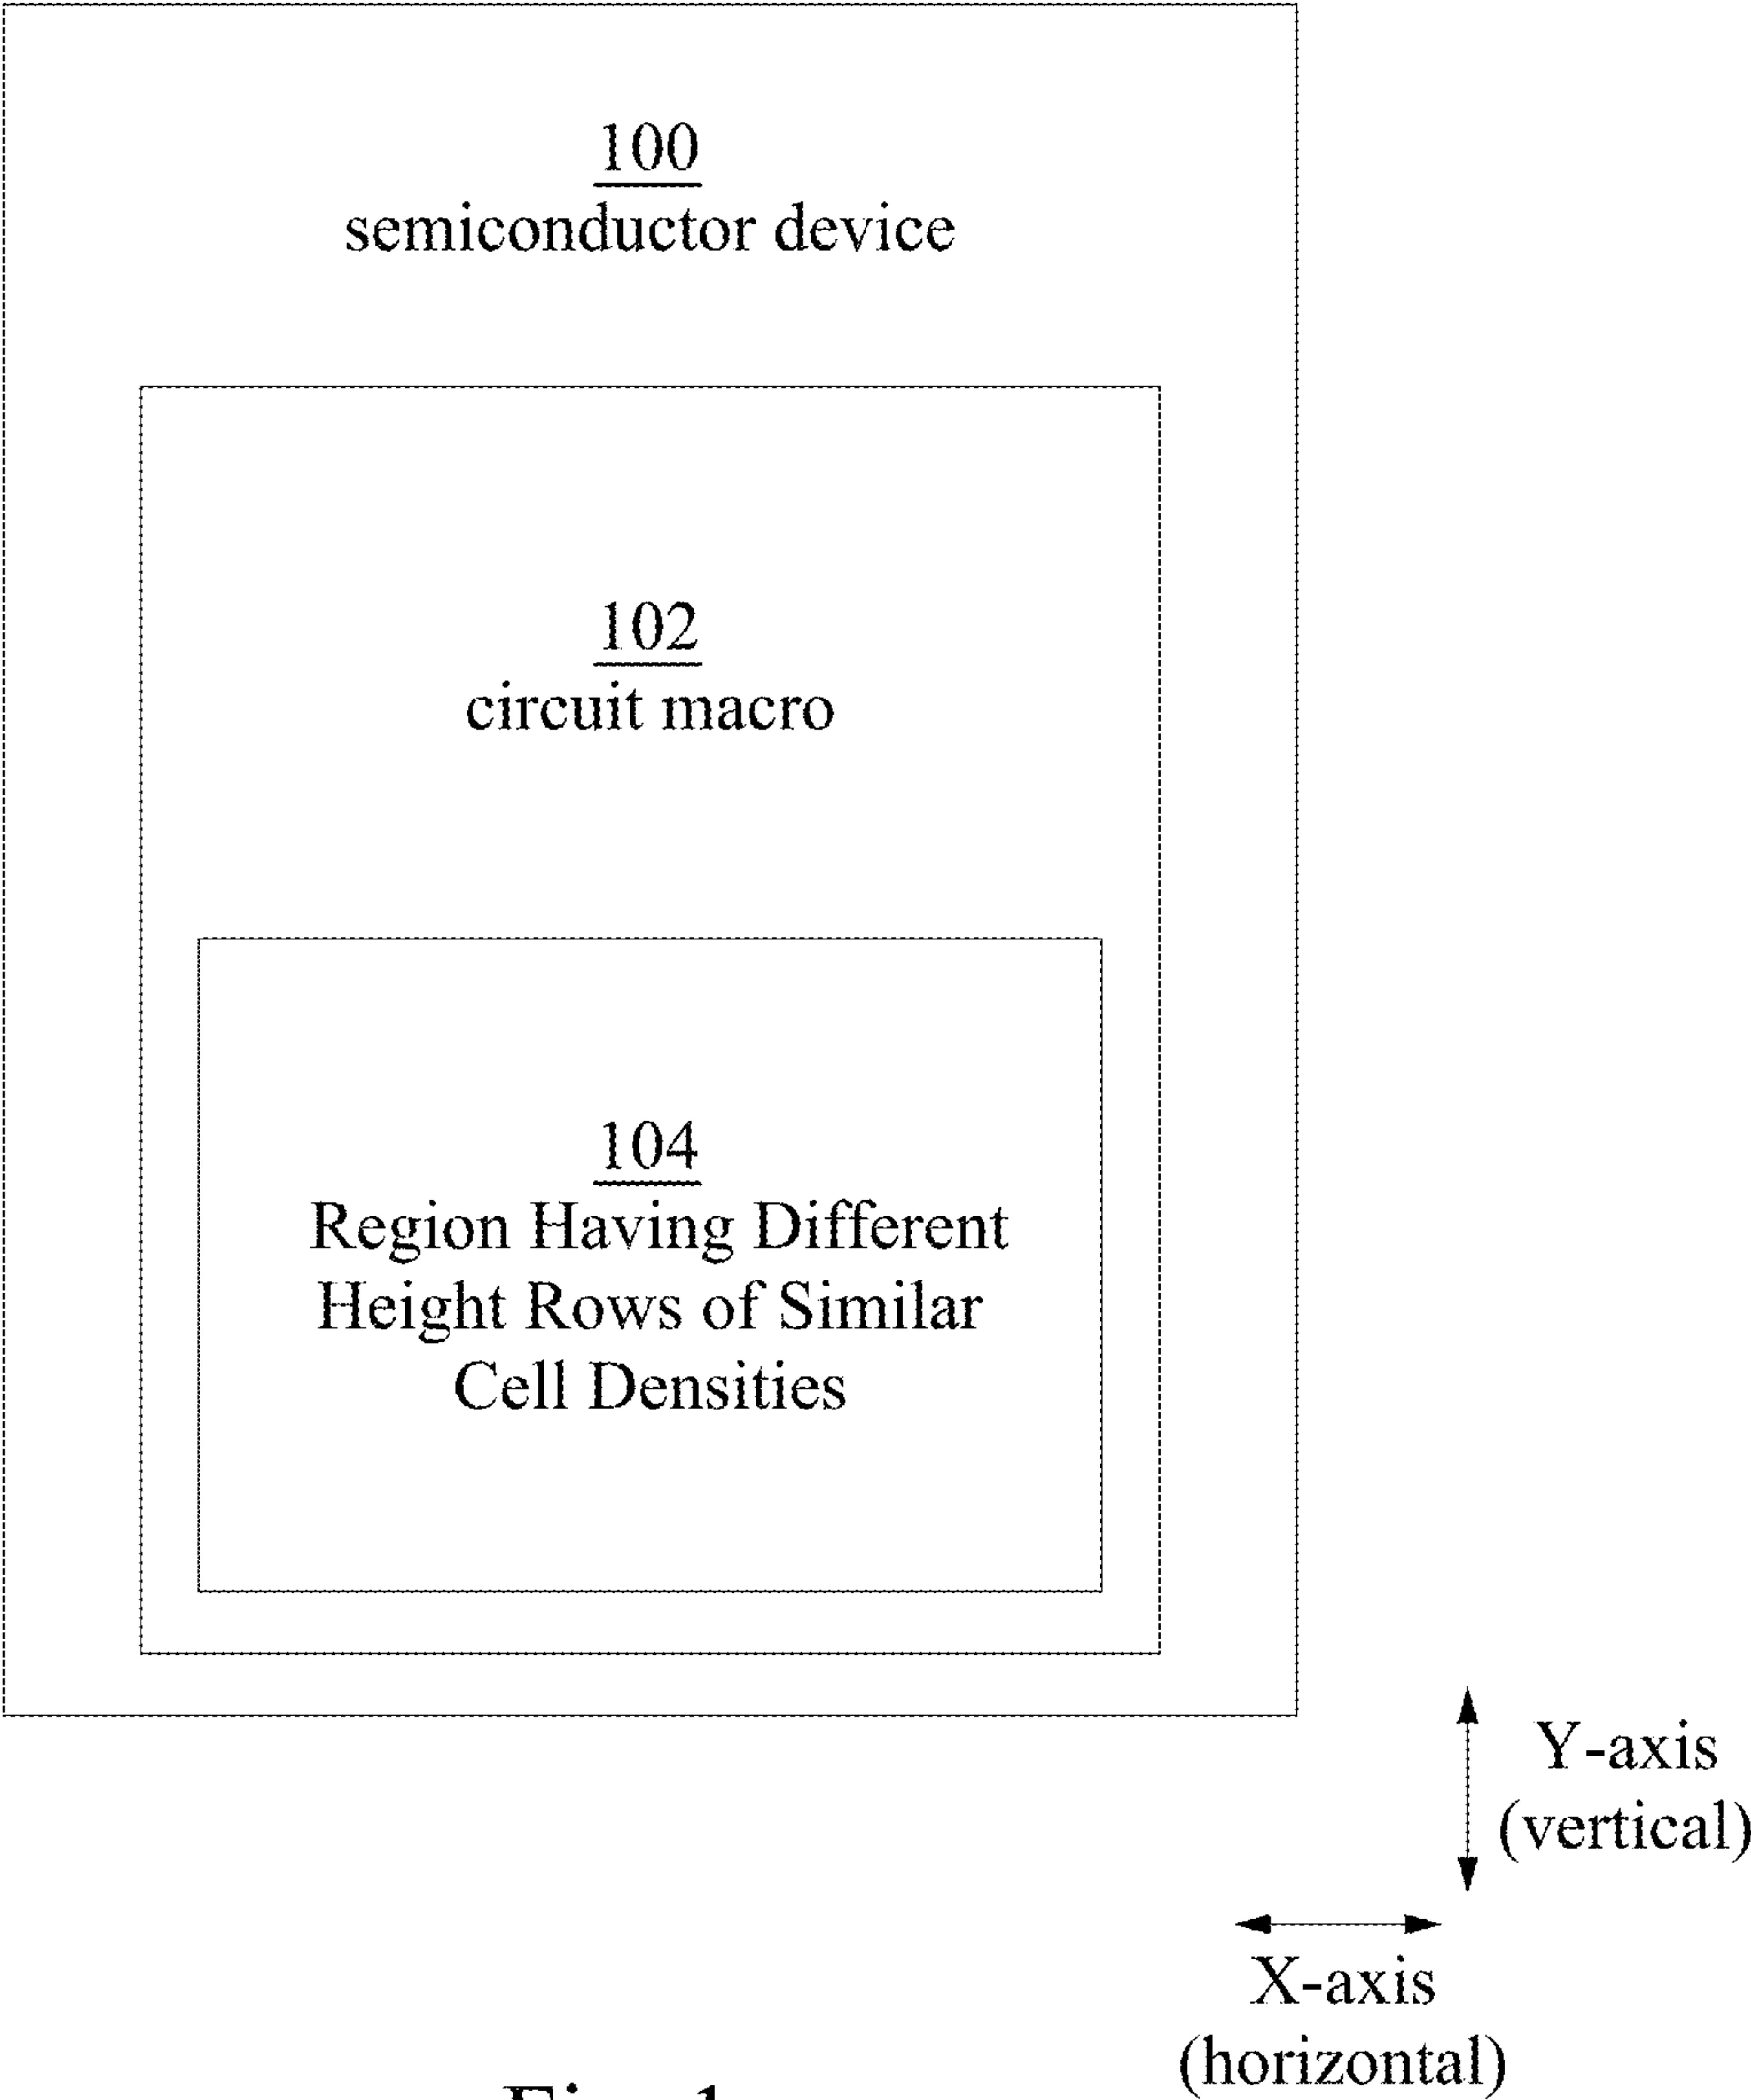 100
semiconductor device
102
circuit macro
104
Region Having Different
Height Rows of Similar
Cell Densities
Y-axis
(vertical)
X-axis
(horizontal)